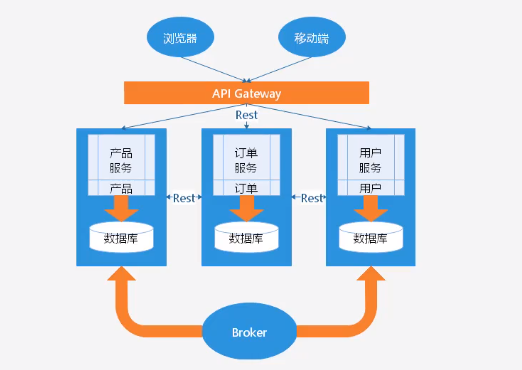 浏览器
移动端
API Gateway
Rest
产品
服务
产品
数据库
Rest
订单
服务
订单
数据库
Rest
用户
服务
用户
数据库
Broker